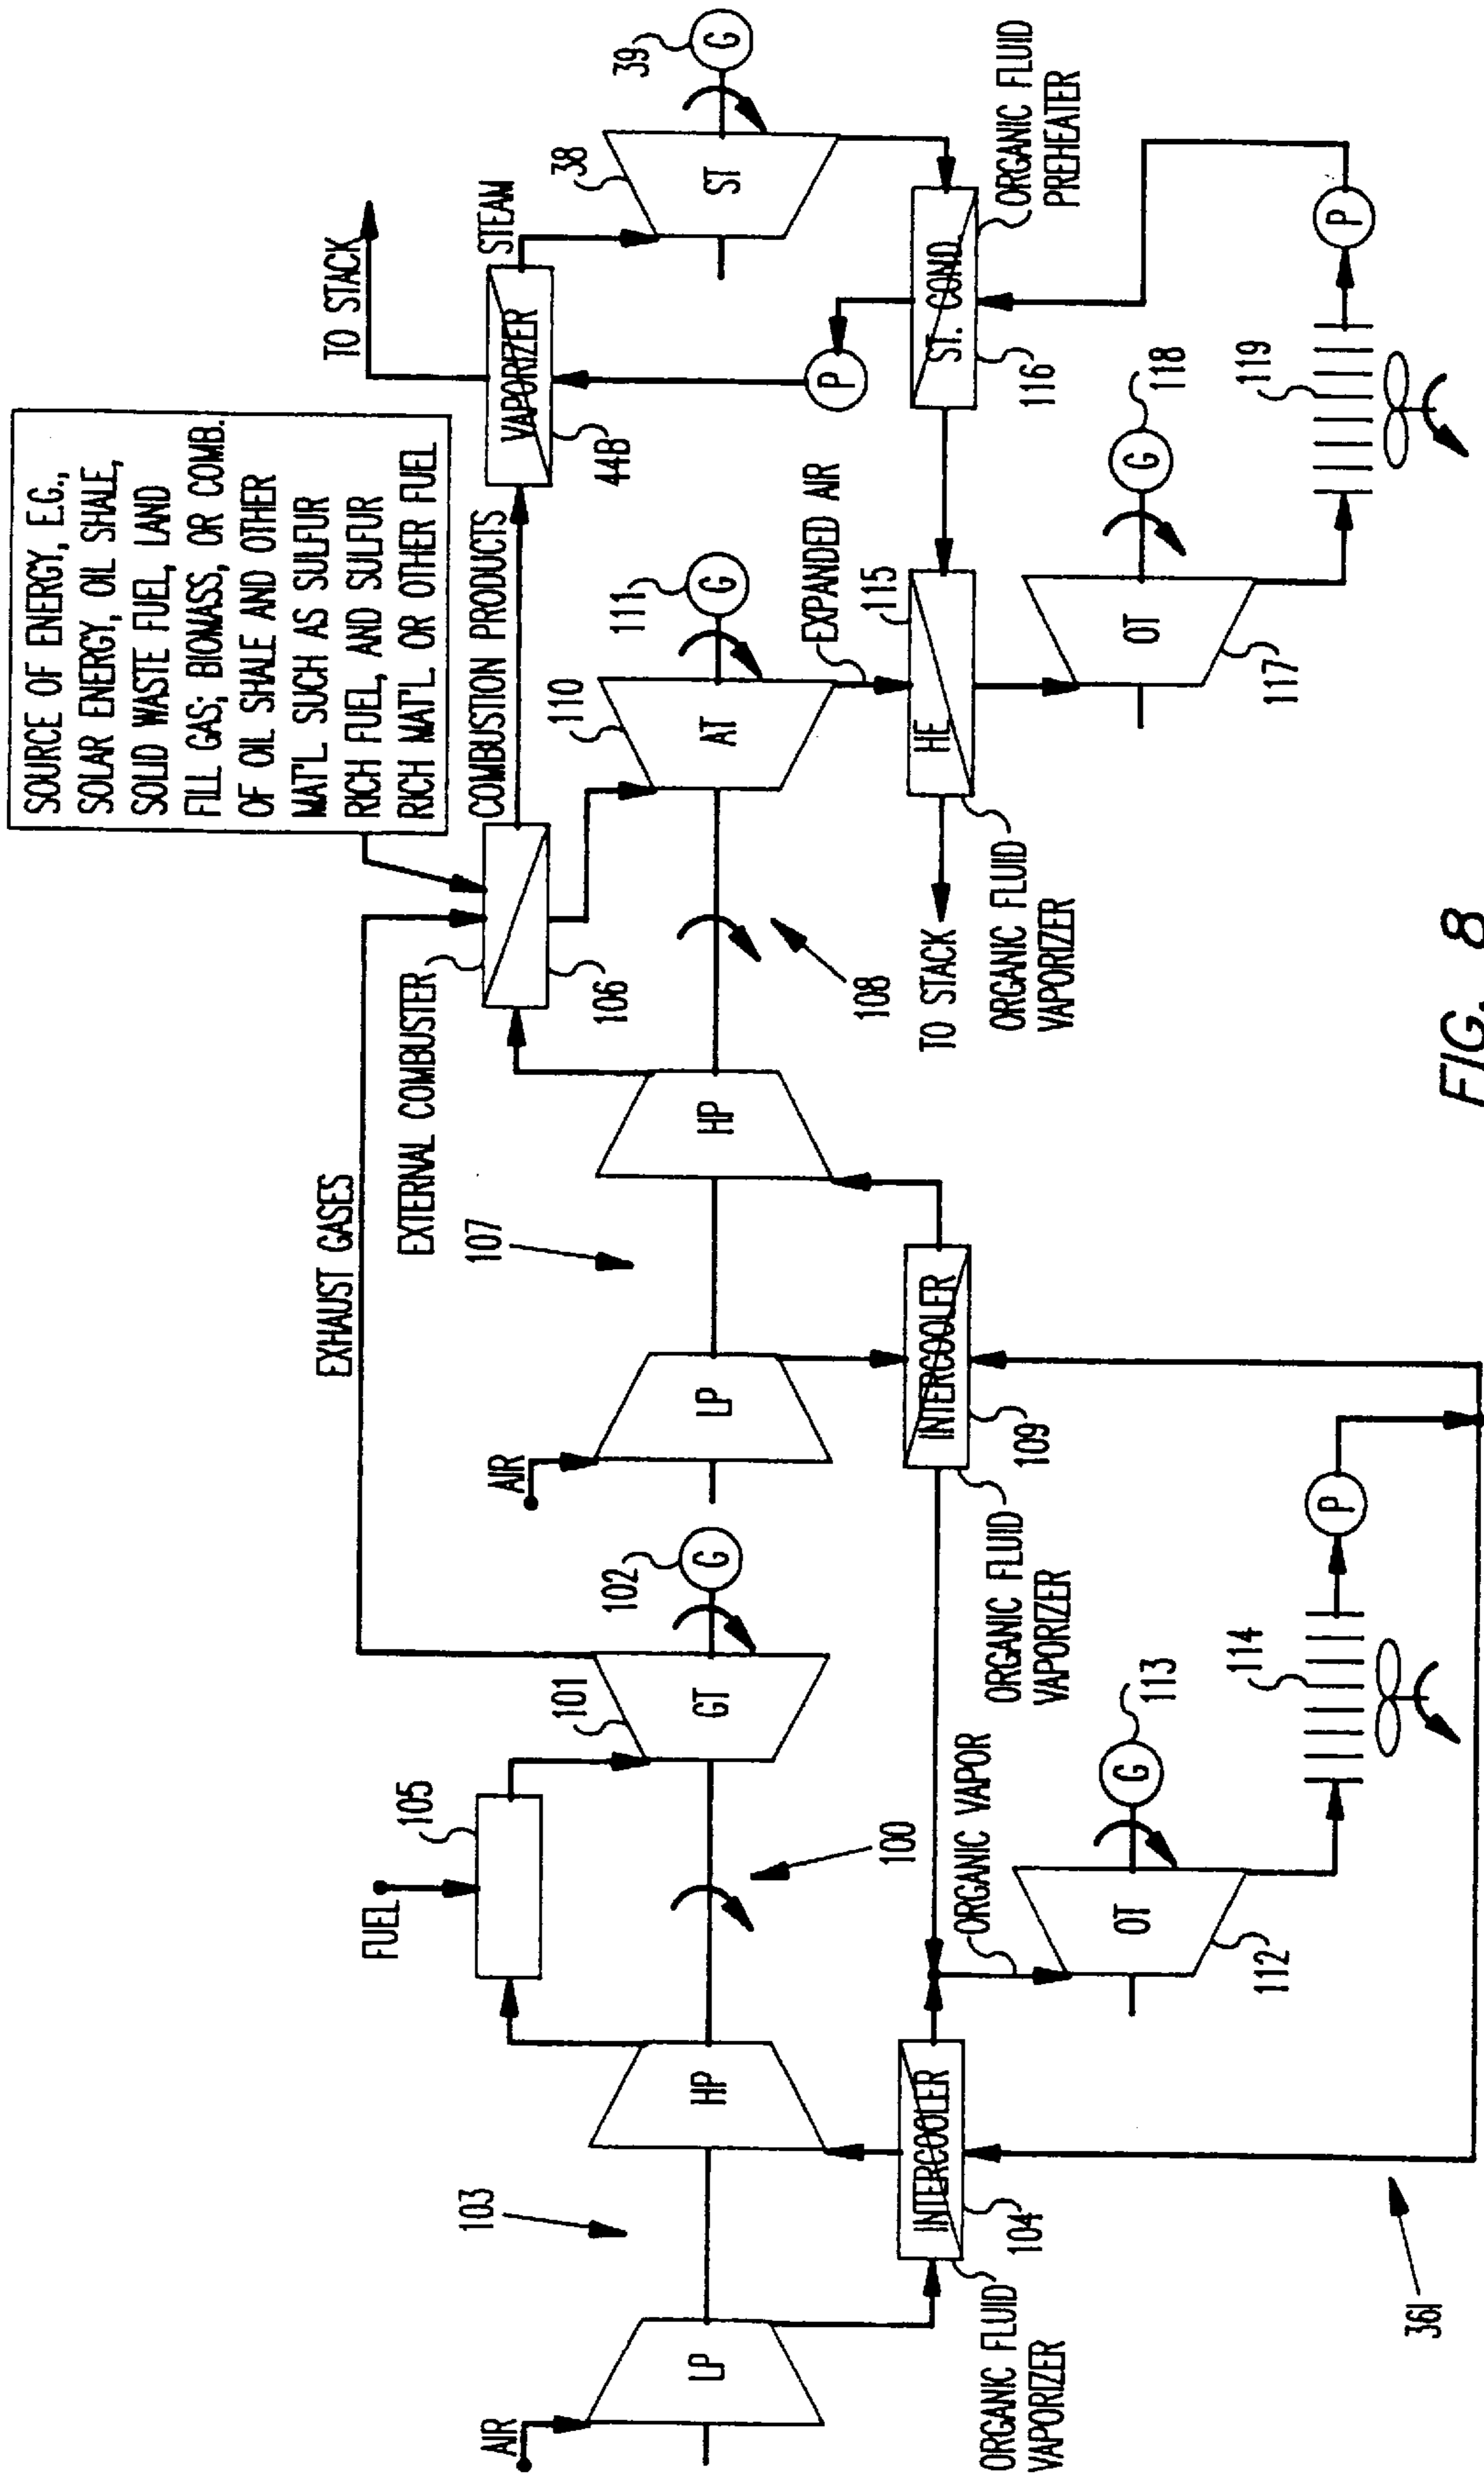 SOURCE OF ENERGY, E.G.,
SOLAR ENERGY, OIL SHALE,
SOLID WASTE FUEL, LAND
FILL GAS; BIOMASS, OR COMB.
OF OIL SHALE AND OTHER
MAT'L SUCH AS SULFUR
RICH FUEL, AND SULFUR
RICH MAT'L. OR OTHER FUEL
TO STACK
EXHAUST GASES
EXTERNAL COMBUSTER
106
COMBUSTION PRODUCTS
VAPORIZER
44B
STEAM
38
ST
39
G
FUEL
105
AIR
LP
103
HP
100
101
GT
102
G
AIR
LP
107
HP
108
110
AT
111
G
EXPANDED AIR
P
ST. COND.
116
ORGANIC FLUID
PREHEATER
INTERCOOLER
104
ORGANIC FLUID
VAPORIZER
INTERCOOLER
109
ORGANIC FLUID
VAPORIZER
ORGANIC VAPOR
TO STACK
HE
115
ORGANIC FLUID
VAPORIZER
OT
112
G
113
114
P
OT
117
G
118
119
P
36I
FIG. 8